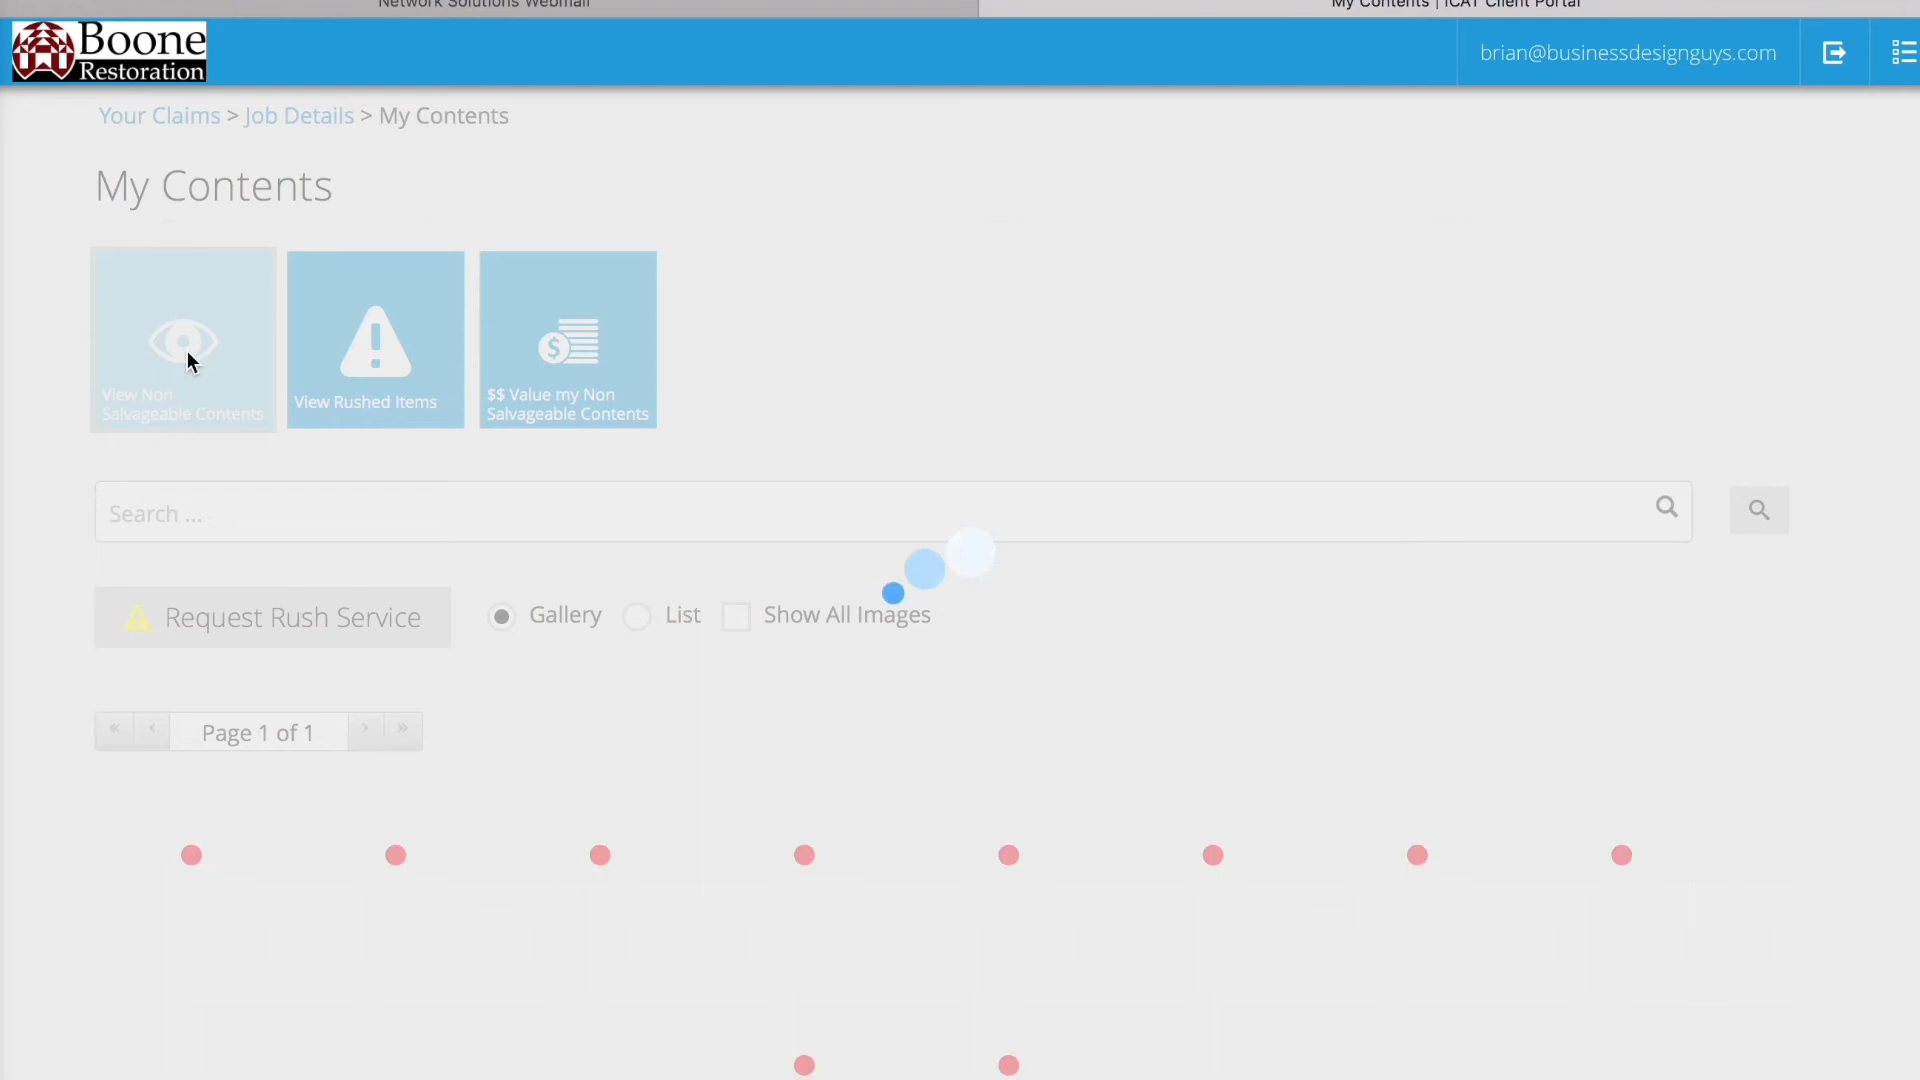 Network Solutions Webmail
My Contents | iCAT Client Portal
Boone
Restoration
brian@businessdesignguys.com
Your Claims > Job Details > My Contents
My Contents
View Non
Salvageable Contents
View Rushed Items
$$ Value my Non
Salvageable Contents
Search ...
Request Rush Service
Gallery
List
Show All Images
« ‹ Page 1 of 1 › »